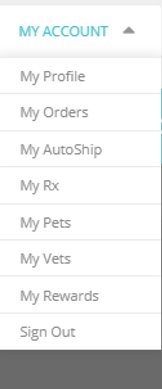 MY ACCOUNT
My Profile
My Orders
My AutoShip
My Rx
My Pets
My Vets
My Rewards
Sign Out